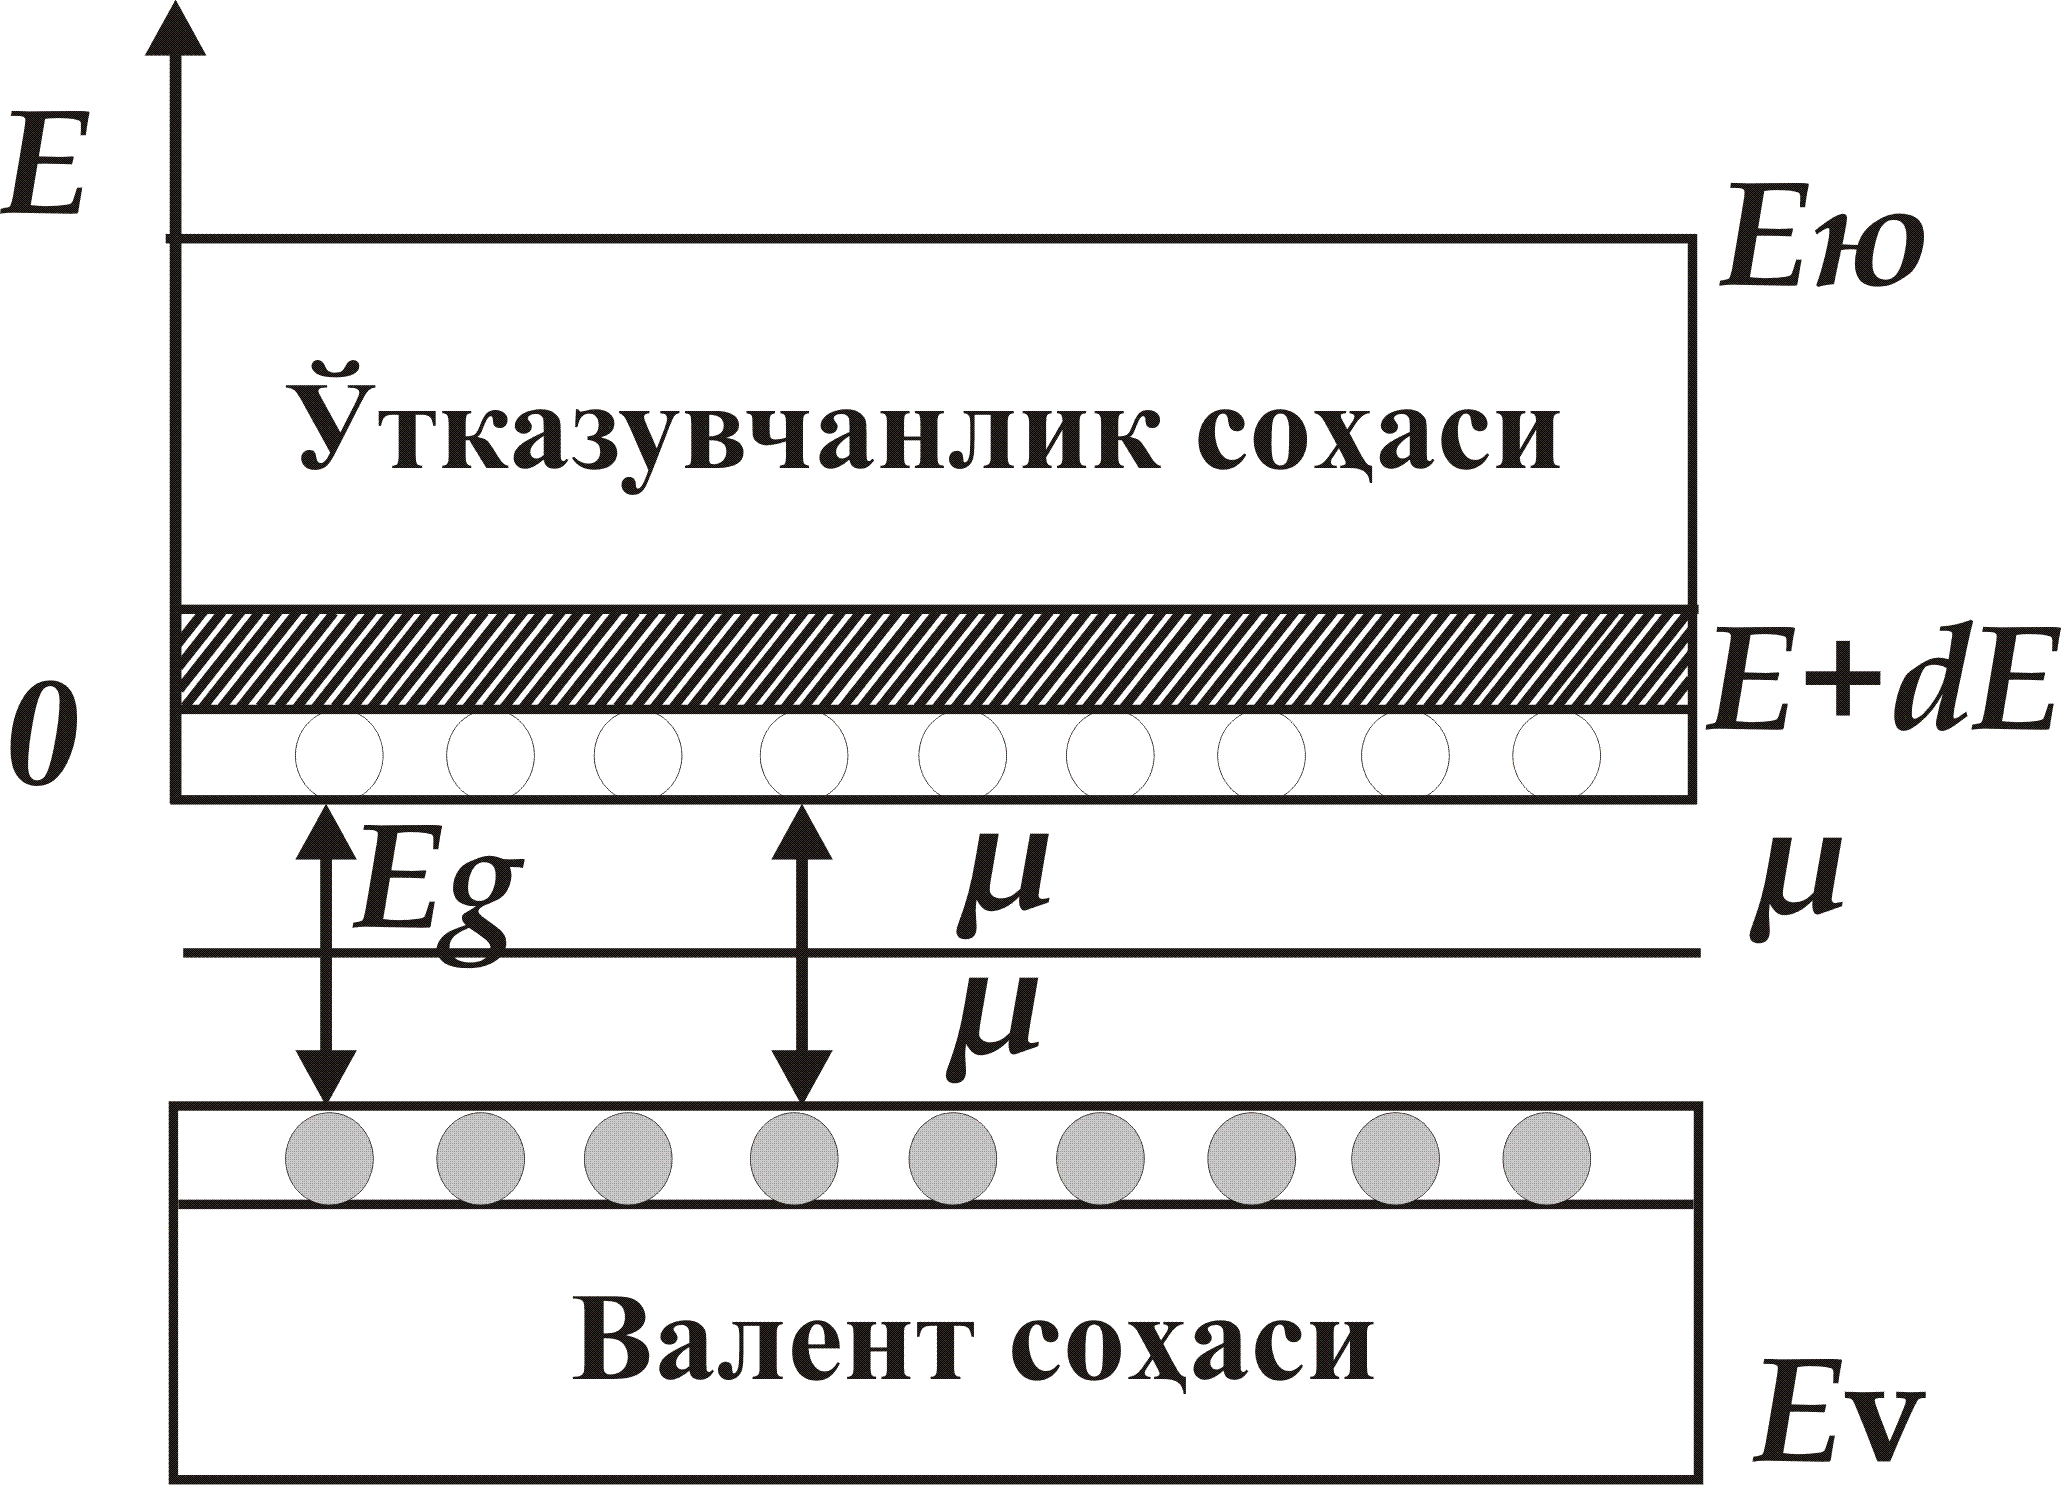 E
Eю
Ўтказувчанлик соҳаси
E+dE
0
Eg
μ
μ
μ
Валент соҳаси
Ev